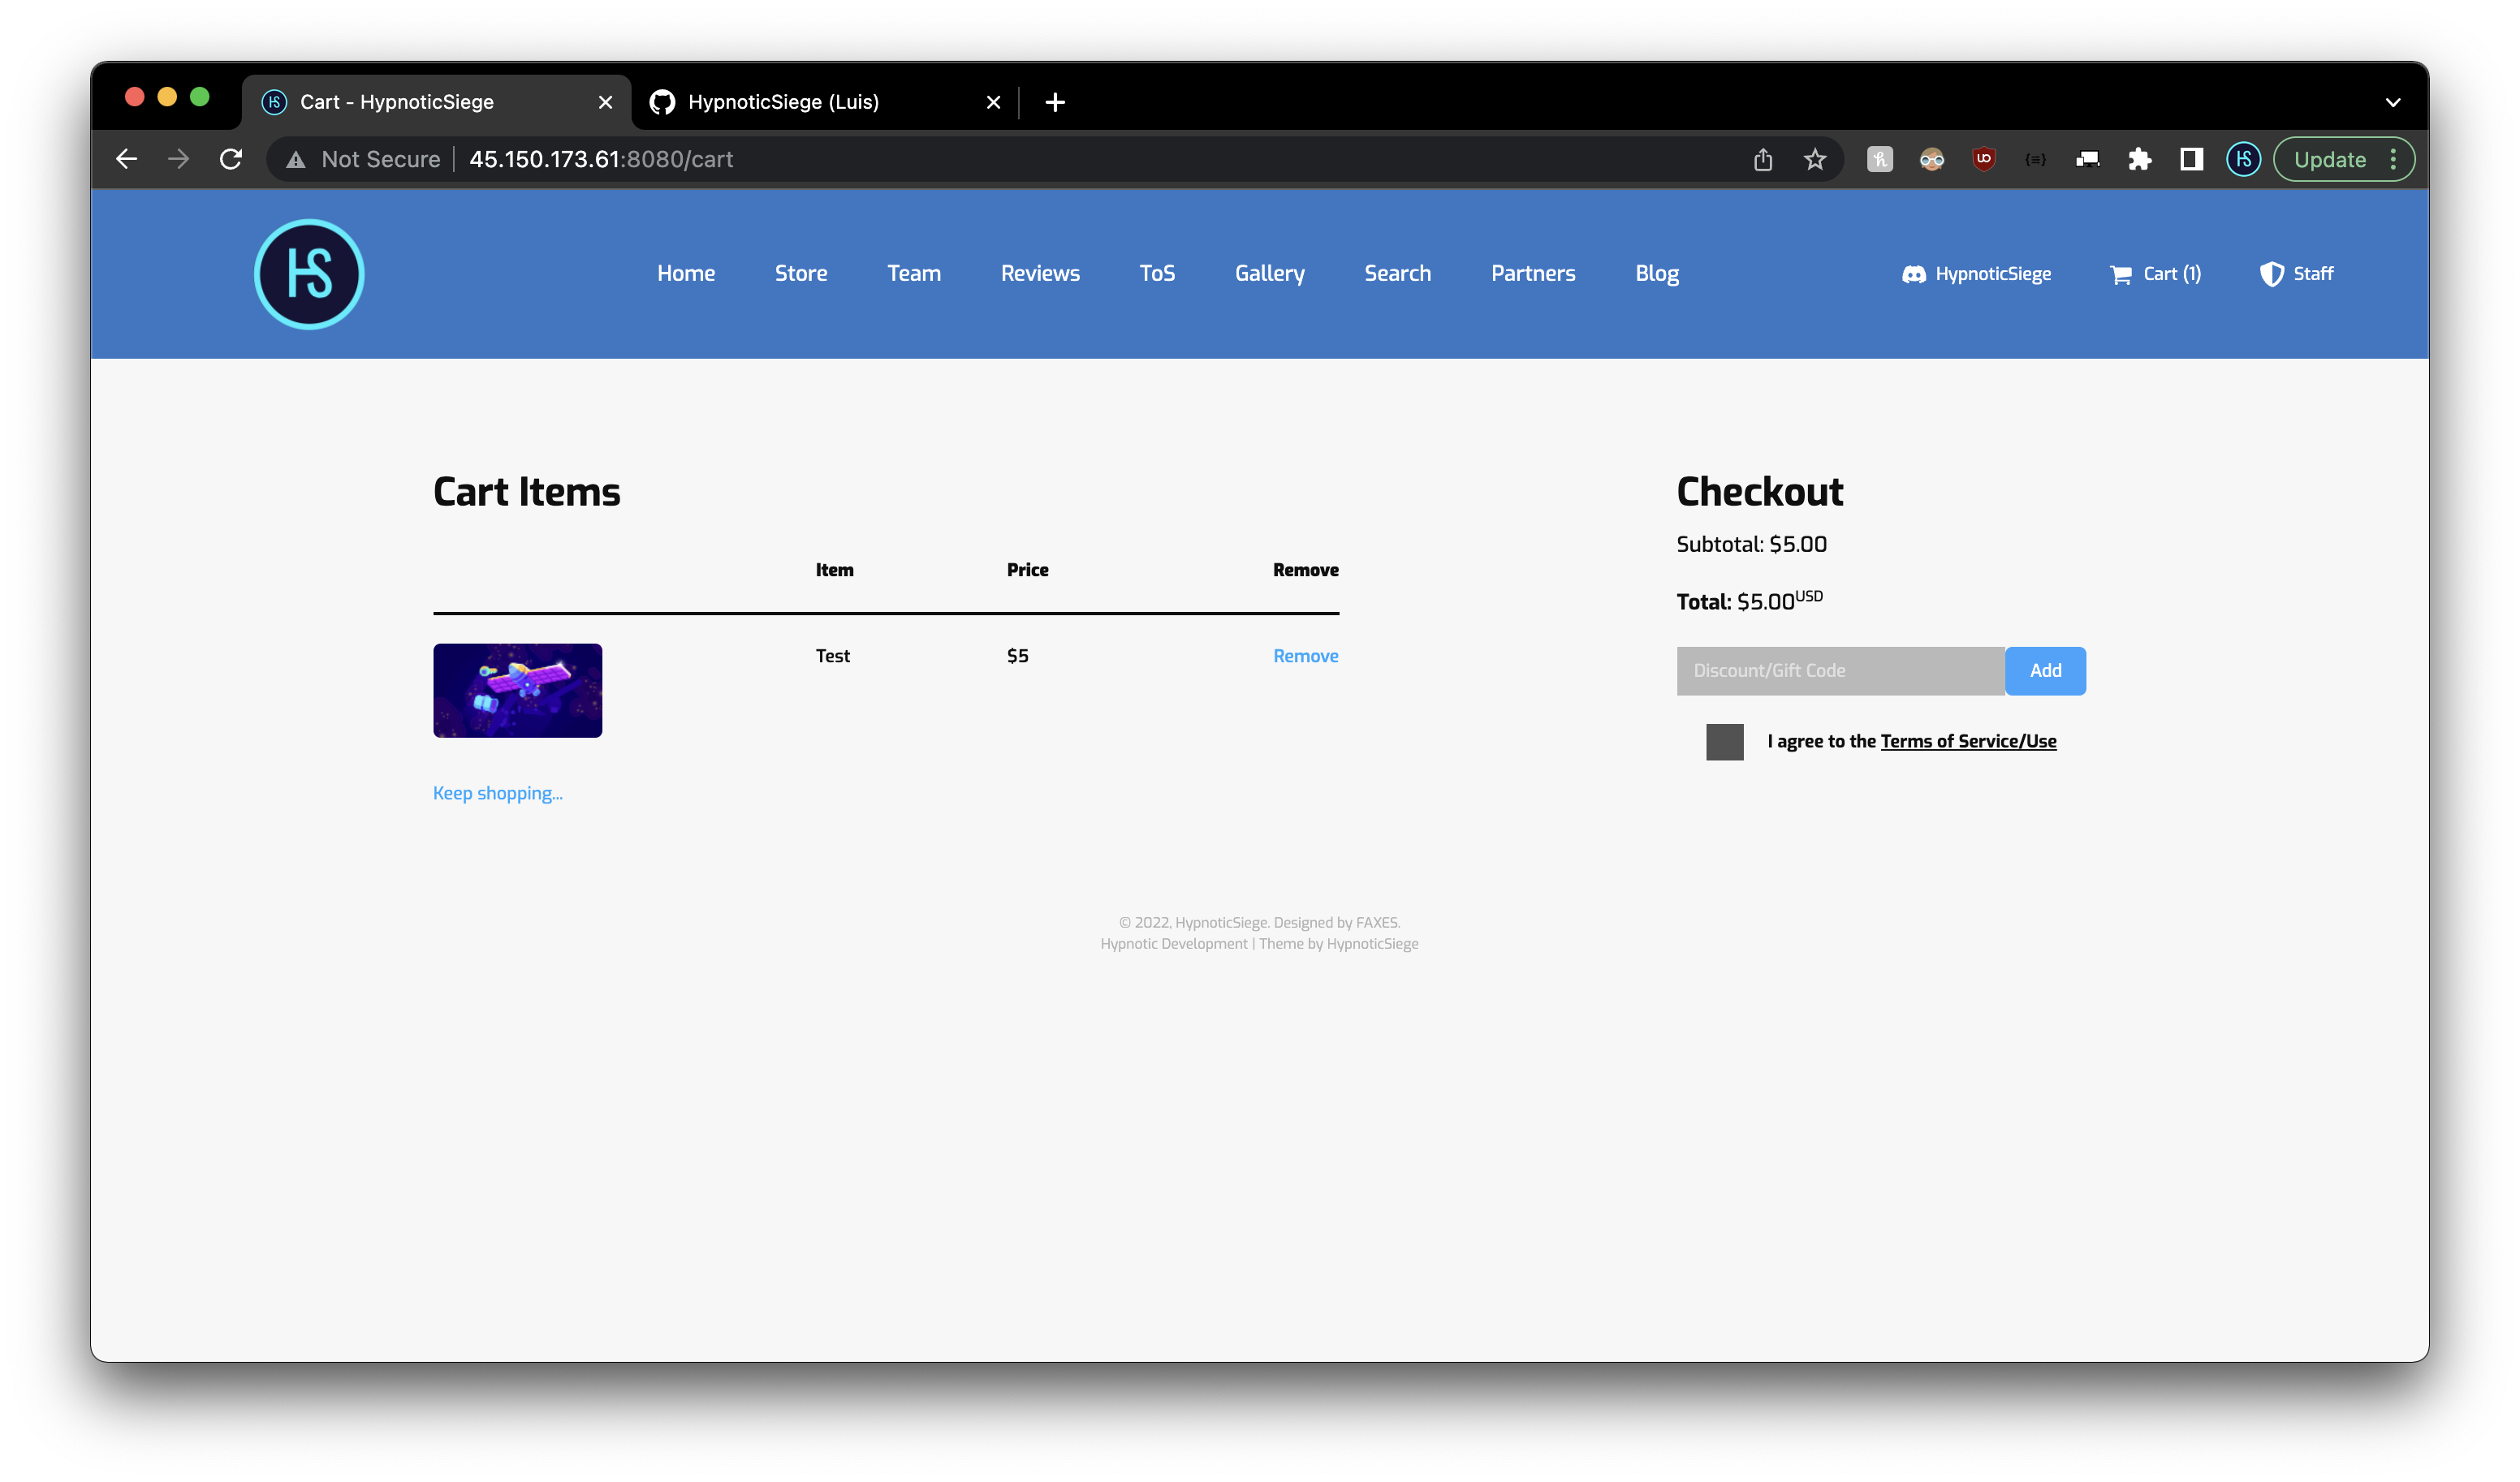 Cart - HypnoticSiege
HypnoticSiege (Luis)
Not Secure 45.150.173.61:8080/cart
Update
HS
Home Store Team Reviews ToS Gallery Search Partners Blog HypnoticSiege Cart (1) Staff
Cart Items
Item Price Remove
Test $5 Remove
Keep shopping...
Checkout
Subtotal: $5.00
Total: $5.00USD
Discount/Gift Code Add
I agree to the Terms of Service/Use
© 2022, HypnoticSiege. Designed by FAXES.
Hypnotic Development | Theme by HypnoticSiege